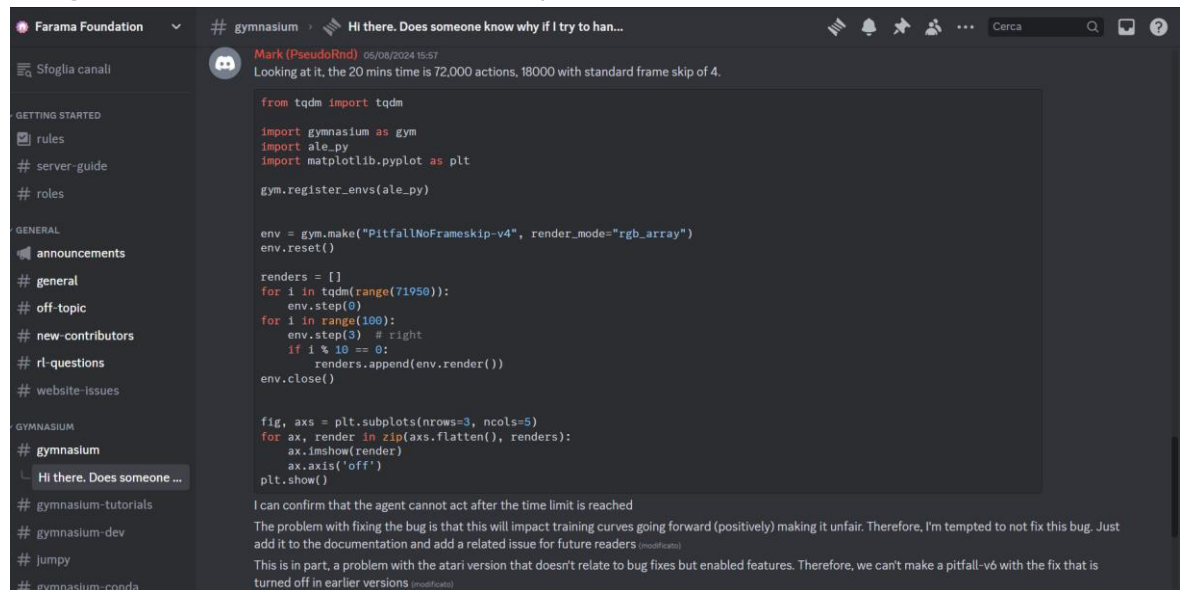 Farama Foundation
gymnasium
Hi there. Does someone know why if I try to han...
Cerca
Sfoglia canali
GETTING STARTED
rules
server-guide
roles
GENERAL
announcements
general
off-topic
new-contributors
rl-questions
website-issues
GYMNASIUM
gymnasium
Hi there. Does someone ...
gymnasium-tutorials
gymnasium-dev
jumpy
gymnasium-conda
Mark (PseudoRnd) 05/08/2024 15:57
Looking at it, the 20 mins time is 72,000 actions, 18000 with standard frame skip of 4.
from tqdm import tqdm
import gymnasium as gym
import ale_py
import matplotlib.pyplot as plt
gym.register_envs(ale_py)
env = gym.make("PitfallNoFrameskip-v4", render_mode="rgb_array")
env.reset()
renders = []
for i in tqdm(range(71950)):
    env.step(0)
for i in range(100):
    env.step(3)  # right
    if i % 10 == 0:
        renders.append(env.render())
env.close()
fig, axs = plt.subplots(nrows=3, ncols=5)
for ax, render in zip(axs.flatten(), renders):
    ax.imshow(render)
    ax.axis('off')
plt.show()
I can confirm that the agent cannot act after the time limit is reached
The problem with fixing the bug is that this will impact training curves going forward (positively) making it unfair. Therefore, I'm tempted to not fix this bug. Just
add it to the documentation and add a related issue for future readers (modificato)
This is in part, a problem with the atari version that doesn't relate to bug fixes but enabled features. Therefore, we can't make a pitfall-v6 with the fix that is
turned off in earlier versions (modificato)